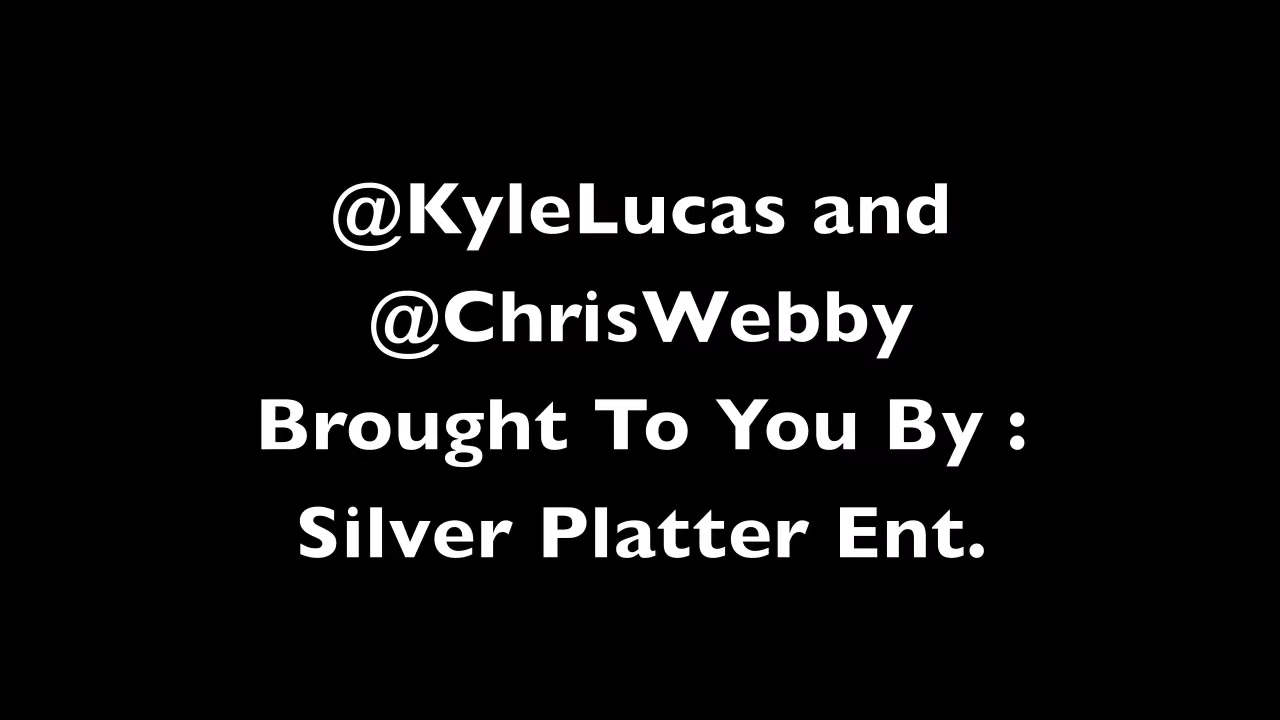 @KyleLucas and
@ChrisWebby
Brought To You By :
Silver Platter Ent.